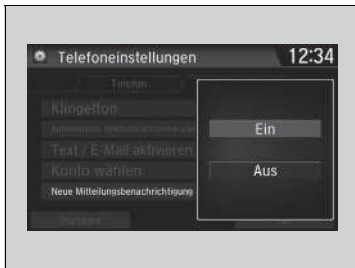 Telefoneinstellungen 12:34
Telefon
Klingelton
Text / E-Mail aktivieren
Konto wählen
Neue Mitteilungsbenachrichtigung
Ein
Aus
Standard